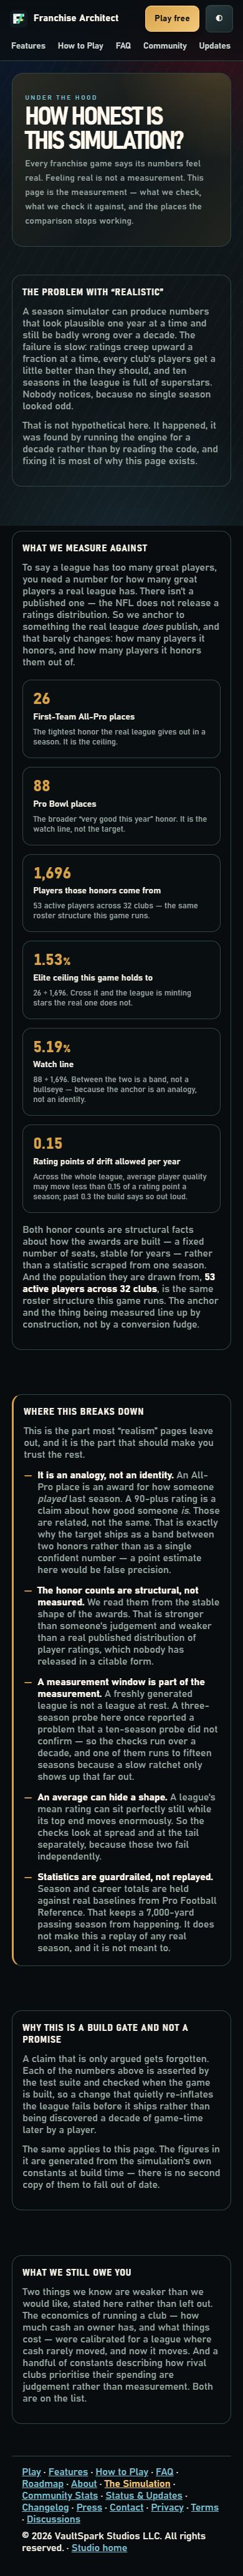 Franchise Architect
Play free
Features
How to Play
FAQ
Community
Updates
UNDER THE HOOD
HOW HONEST IS
THIS SIMULATION?
Every franchise game says its numbers feel
real. Feeling real is not a measurement. This
page is the measurement — what we check,
what we check it against, and the places the
comparison stops working.
THE PROBLEM WITH “REALISTIC”
A season simulator can produce numbers
that look plausible one year at a time and
still be badly wrong over a decade. The
failure is slow: ratings creep upward a
fraction at a time, every club's players get a
little better than they should, and ten
seasons in the league is full of superstars.
Nobody notices, because no single season
looked odd.
That is not hypothetical here. It happened, it
was found by running the engine for a
decade rather than by reading the code, and
fixing it is most of why this page exists.
WHAT WE MEASURE AGAINST
To say a league has too many great players,
you need a number for how many great
players a real league has. There isn't a
published one — the NFL does not release a
ratings distribution. So we anchor to
something the real league does publish, and
that barely changes: how many players it
honors, and how many players it honors
them out of.
26
First-Team All-Pro places
The tightest honor the real league gives out in a
season. It is the ceiling.
88
Pro Bowl places
The broader “very good this year” honor. It is the
watch line, not the target.
1,696
Players those honors come from
53 active players across 32 clubs — the same
roster structure this game runs.
1.53%
Elite ceiling this game holds to
26 ÷ 1,696. Cross it and the league is minting
stars the real one does not.
5.19%
Watch line
88 ÷ 1,696. Between the two is a band, not a
bullseye — because the anchor is an analogy,
not an identity.
0.15
Rating points of drift allowed per year
Across the whole league, average player quality
may move less than 0.15 of a rating point a
season; past 0.3 the build says so out loud.
Both honor counts are structural facts
about how the awards are built — a fixed
number of seats, stable for years — rather
than a statistic scraped from one season.
And the population they are drawn from, 53
active players across 32 clubs, is the same
roster structure this game runs. The anchor
and the thing being measured line up by
construction, not by a conversion fudge.
WHERE THIS BREAKS DOWN
This is the part most “realism” pages leave
out, and it is the part that should make you
trust the rest.
— It is an analogy, not an identity. An All-
Pro place is an award for how someone
played last season. A 90-plus rating is a
claim about how good someone is. Those
are related, not the same. That is exactly
why the target ships as a band between
two honors rather than as a single
confident number — a point estimate
here would be false precision.
— The honor counts are structural, not
measured. We read them from the stable
shape of the awards. That is stronger
than someone's judgement and weaker
than a real published distribution of
player ratings, which nobody has
released in a citable form.
— A measurement window is part of the
measurement. A freshly generated
league is not a league at rest. A three-
season probe here once reported a
problem that a ten-season probe did not
confirm — so the checks run over a
decade, and one of them runs to fifteen
seasons because a slow ratchet only
shows up that far out.
— An average can hide a shape. A league's
mean rating can sit perfectly still while
its top end moves enormously. So the
checks look at spread and at the tail
separately, because those two fail
independently.
— Statistics are guardrailed, not replayed.
Season and career totals are held
against real baselines from Pro Football
Reference. That keeps a 7,000-yard
passing season from happening. It does
not make this a replay of any real
season, and it is not meant to.
WHY THIS IS A BUILD GATE AND NOT A
PROMISE
A claim that is only argued gets forgotten.
Each of the numbers above is asserted by
the test suite and checked when the game
is built, so a change that quietly re-inflates
the league fails before it ships rather than
being discovered a decade of game-time
later by a player.
The same applies to this page. The figures in
it are generated from the simulation's own
constants at build time — there is no second
copy of them to fall out of date.
WHAT WE STILL OWE YOU
Two things we know are weaker than we
would like, stated here rather than left out.
The economics of running a club — how
much cash an owner has, and what things
cost — were calibrated for a league where
cash rarely moved, and now it moves. And a
handful of constants describing how rival
clubs prioritise their spending are
judgement rather than measurement. Both
are on the list.
Play · Features · How to Play · FAQ ·
Roadmap · About · The Simulation ·
Community Stats · Status & Updates ·
Changelog · Press · Contact · Privacy · Terms
· Discussions
© 2026 VaultSpark Studios LLC. All rights
reserved. · Studio home